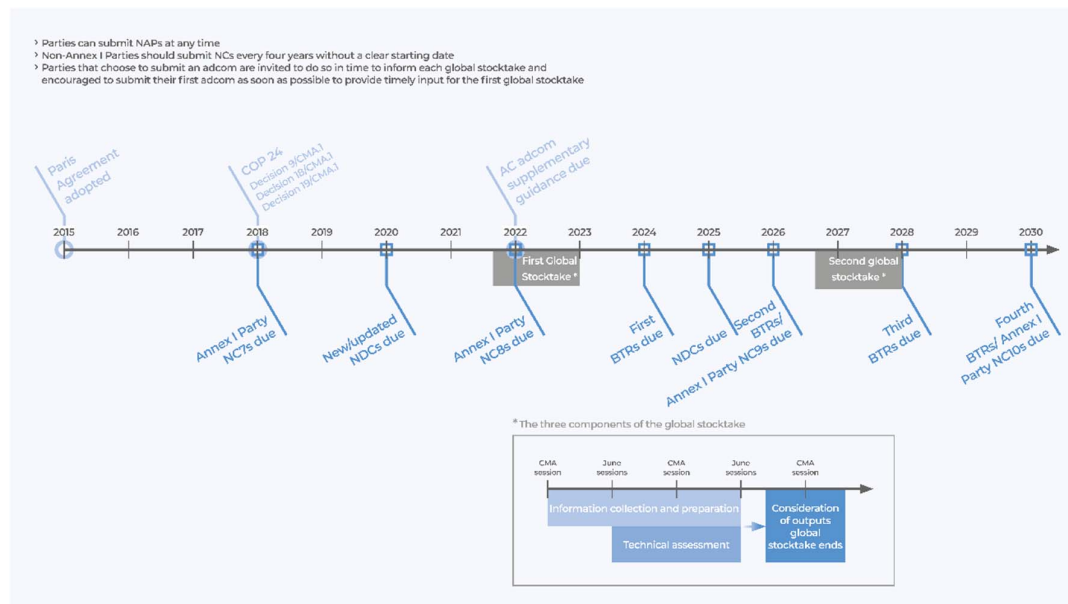 > Parties can submit NAPs at any time
> Non-Annex I Parties should submit NCs every four years without a clear starting date
> Parties that choose to submit an adcom are invited to do so in time to inform each global stocktake and
encouraged to submit their first adcom as soon as possible to provide timely input for the first global stocktake
Paris
Agreement
adopted
COP 24
Decision 9/CMA.1
Decision 18/CMA.1
Decision 19/CMA.1
AC adcom
supplementary
guidance due
2015 2016 2017 2018 2019 2020 2021 2022 2023 2024 2025 2026 2027 2028 2029 2030
First Global
Stocktake *
Second global
stocktake *
Annex I Party
NC7s due
New/updated
NDCs due
Annex I Party
NC8s due
First
BTRs due
NDCs due
Second
BTRs/
Annex I Party NC9s due
Third
BTRs due
Fourth
BTRs/ Annex I
Party NC10s due
* The three components of the global stocktake
CMA
session
June
sessions
CMA
session
June
sessions
CMA
session
Information collection and preparation
Technical assessment
Consideration
of outputs
global
stocktake ends